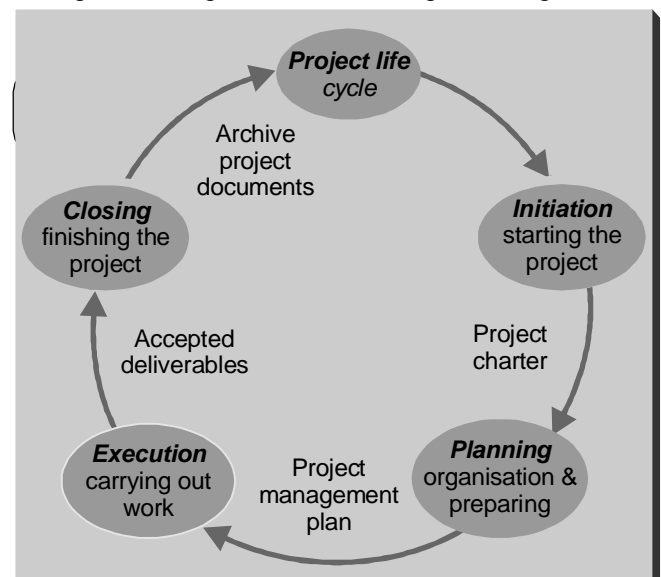 Project life
cycle
Archive
project
documents
Closing
finishing the
project
Initiation
starting the
project
Accepted
deliverables
Project
charter
Execution
carrying out
work
Project
management
plan
Planning
organisation &
preparing